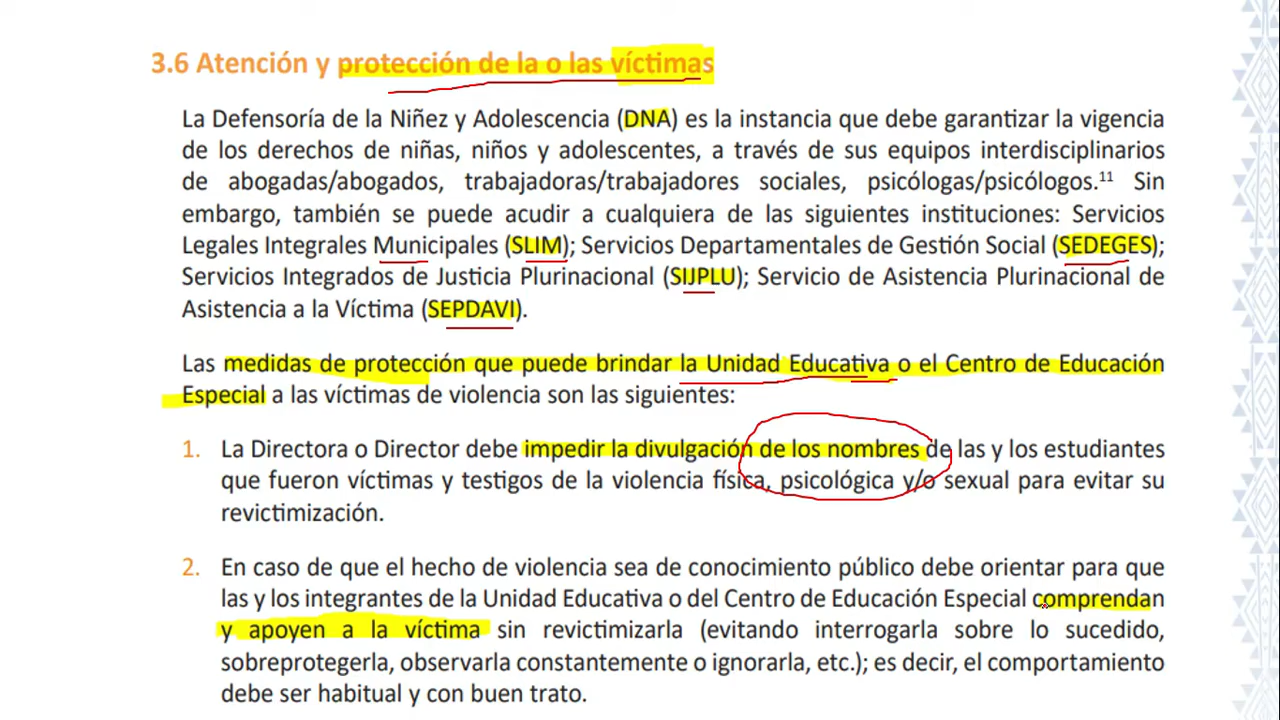 3.6 Atención y protección de la o las víctimas
La Defensoría de la Niñez y Adolescencia (DNA) es la instancia que debe garantizar la vigencia
de los derechos de niñas, niños y adolescentes, a través de sus equipos interdisciplinarios
de abogadas/abogados, trabajadoras/trabajadores sociales, psicólogas/psicólogos.¹¹ Sin
embargo, también se puede acudir a cualquiera de las siguientes instituciones: Servicios
Legales Integrales Municipales (SLIM); Servicios Departamentales de Gestión Social (SEDEGES);
Servicios Integrados de Justicia Plurinacional (SIJPLU); Servicio de Asistencia Plurinacional de
Asistencia a la Víctima (SEPDAVI).
Las medidas de protección que puede brindar la Unidad Educativa o el Centro de Educación
Especial a las víctimas de violencia son las siguientes:
1. La Directora o Director debe impedir la divulgación de los nombres de las y los estudiantes
que fueron víctimas y testigos de la violencia física, psicológica y/o sexual para evitar su
revictimización.
2. En caso de que el hecho de violencia sea de conocimiento público debe orientar para que
las y los integrantes de la Unidad Educativa o del Centro de Educación Especial comprendan
y apoyen a la víctima sin revictimizarla (evitando interrogarla sobre lo sucedido,
sobreprotegerla, observarla constantemente o ignorarla, etc.); es decir, el comportamiento
debe ser habitual y con buen trato.